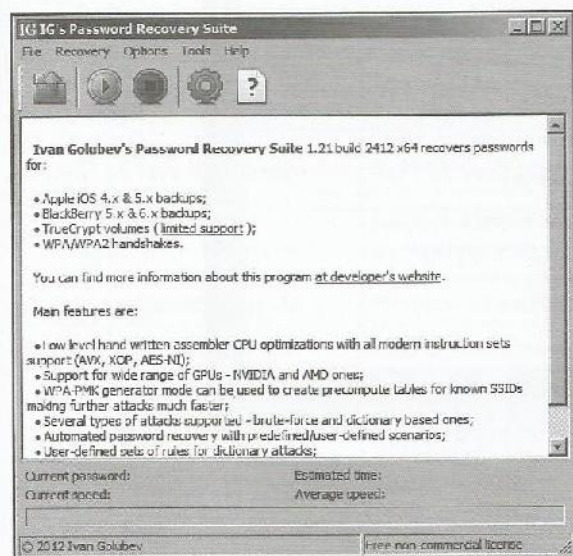 IG IG's Password Recovery Suite
File Recovery Options Tools Help
?
Ivan Golubev's Password Recovery Suite 1.21 build 2412 x64 recovers passwords
for:
• Apple iOS 4.x & 5.x backups;
• BlackBerry 5.x & 6.x backups;
• TrueCrypt volumes ( limited support );
• WPA/WPA2 handshakes.
You can find more information about this program at developer's website.
Main features are:
• Low level hand written assembler CPU optimizations with all modern instruction sets
support (AVX, XOP, AES-NI);
• Support for wide range of GPUs - NVIDIA and AMD ones;
• WPA-PMK generator mode can be used to create precompute tables for known SSIDs
making further attacks much faster;
• Several types of attacks supported - brute-force and dictionary based ones;
• Automated password recovery with predefined/user-defined scenarios;
• User-defined sets of rules for dictionary attacks;
Current password: Estimated time:
Current speed: Average speed:
© 2012 Ivan Golubev Free non-commercial license